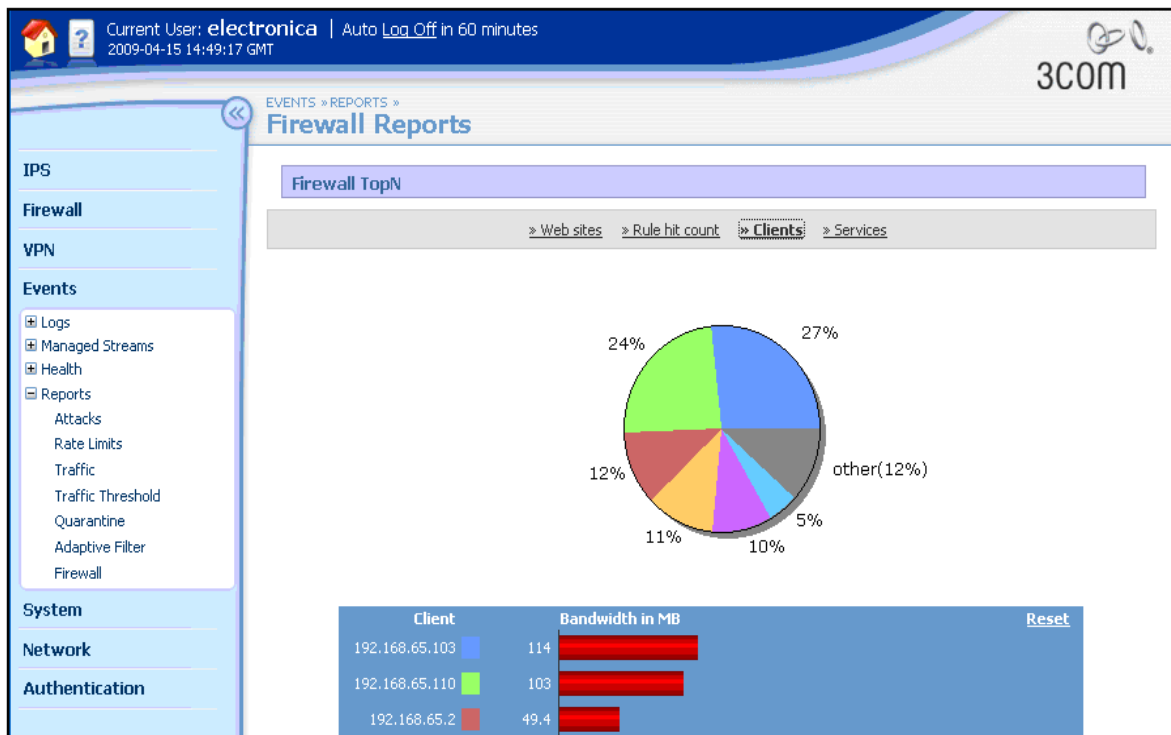 Current User: electronica | Auto Log Off in 60 minutes
2009-04-15 14:49:17 GMT
3COM
EVENTS » REPORTS »
Firewall Reports
IPS
Firewall
VPN
Events
Logs
Managed Streams
Health
Reports
Attacks
Rate Limits
Traffic
Traffic Threshold
Quarantine
Adaptive Filter
Firewall
System
Network
Authentication
Firewall TopN
» Web sites » Rule hit count » Clients » Services
27%
24%
12%
other(12%)
5%
11%
10%
Client Bandwidth in MB Reset
192.168.65.103 114
192.168.65.110 103
192.168.65.2 49.4